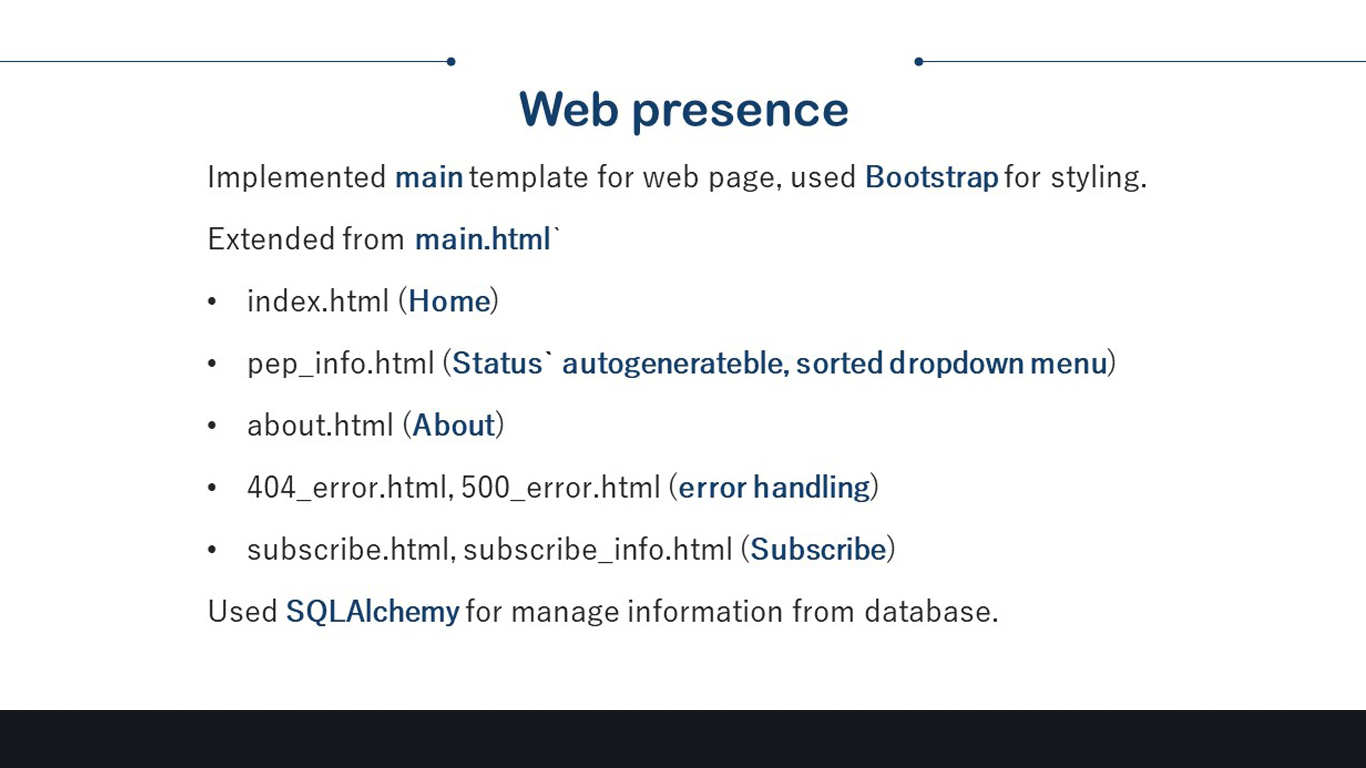 Web presence
Implemented main template for web page, used Bootstrap for styling.
Extended from main.html`
• index.html (Home)
• pep_info.html (Status` autogenerateble, sorted dropdown menu)
• about.html (About)
• 404_error.html, 500_error.html (error handling)
• subscribe.html, subscribe_info.html (Subscribe)
Used SQLAlchemy for manage information from database.